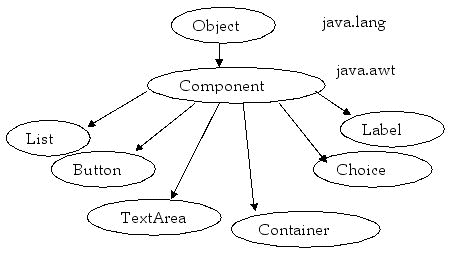 Object
java.lang
java.awt
Component
List
Button
TextArea
Container
Choice
Label